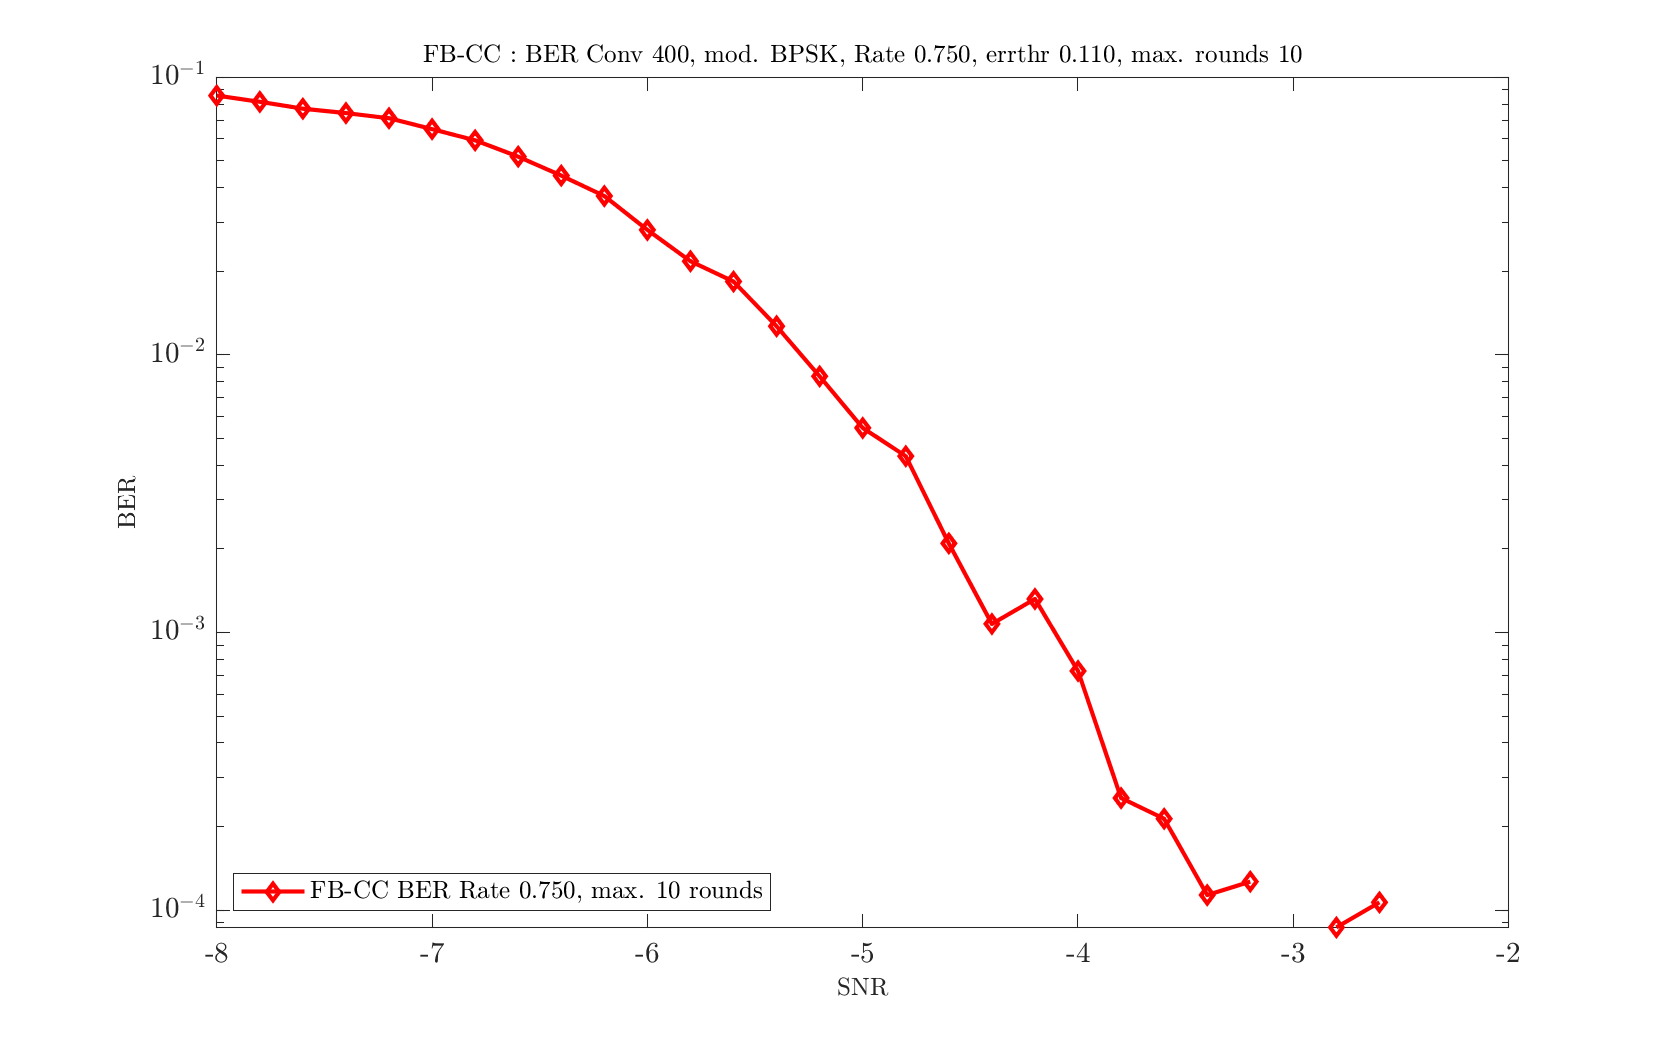 FB-CC : BER Conv 400, mod. BPSK, Rate 0.750, errthr 0.110, max. rounds 10
10⁻¹
10⁻²
10⁻³
10⁻⁴
BER
FB-CC BER Rate 0.750, max. 10 rounds
-8 -7 -6 -5 -4 -3 -2
SNR